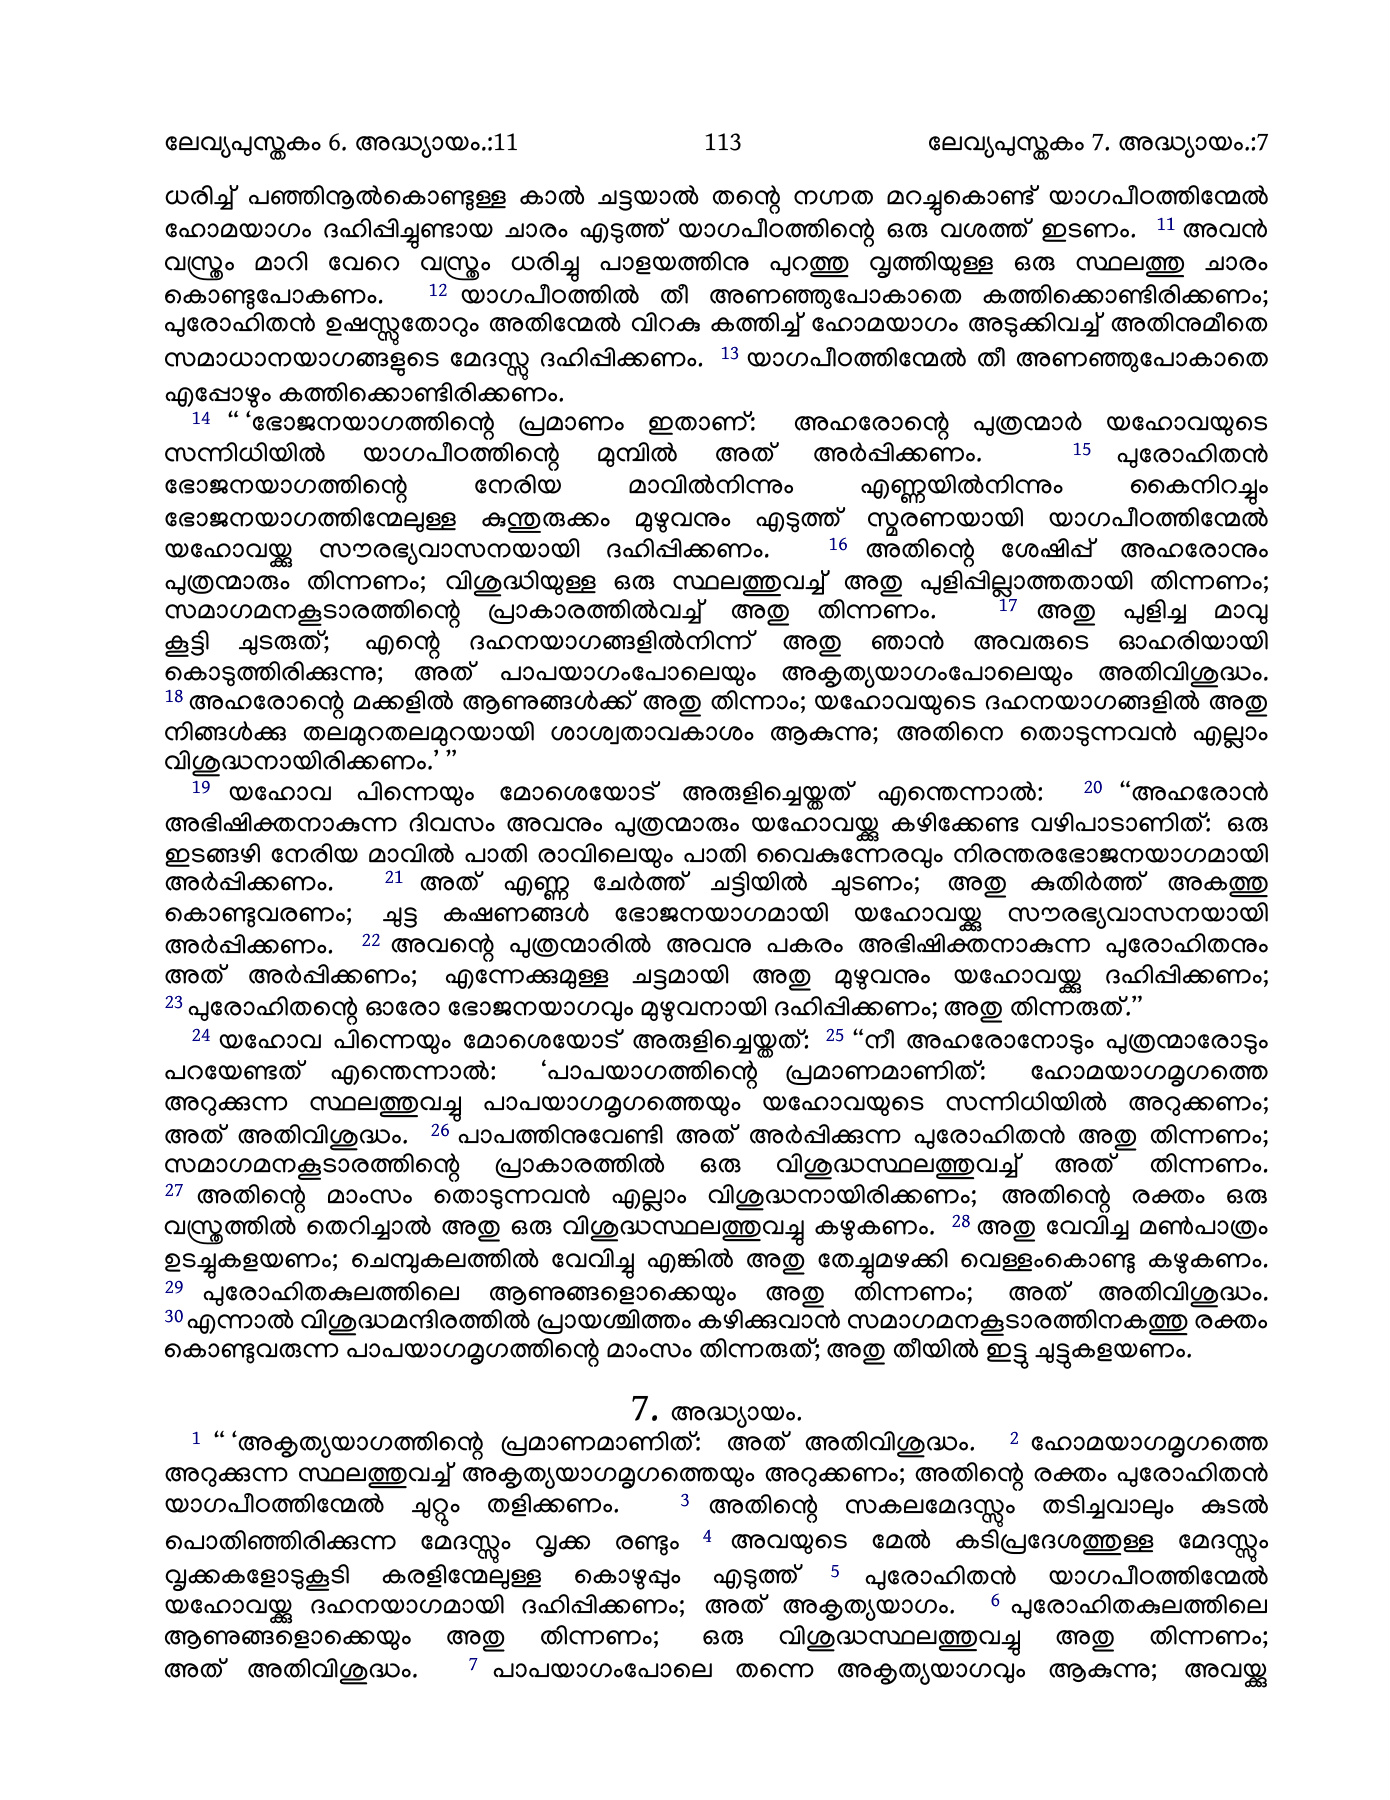 ലേവ്യപുസ്തകം 6. അദ്ധ്യായം.:11 113 ലേവ്യപുസ്തകം 7. അദ്ധ്യായം.:7
ധരിച്ച് പഞ്ഞിനൂൽകൊണ്ടുള്ള കാൽ ചട്ടയാൽ തന്റെ നഗ്നത മറച്ചുകൊണ്ട് യാഗപീഠത്തിന്മേൽ
ഹോമയാഗം ദഹിപ്പിച്ചുണ്ടായ ചാരം എടുത്ത് യാഗപീഠത്തിന്റെ ഒരു വശത്ത് ഇടണം. 11 അവൻ
വസ്ത്രം മാറി വേറെ വസ്ത്രം ധരിച്ചു പാളയത്തിനു പുറത്തു വൃത്തിയുള്ള ഒരു സ്ഥലത്തു ചാരം
കൊണ്ടുപോകണം. 12 യാഗപീഠത്തിൽ തീ അണഞ്ഞുപോകാതെ കത്തിക്കൊണ്ടിരിക്കണം;
പുരോഹിതൻ ഉഷസ്സുതോറും അതിന്മേൽ വിറകു കത്തിച്ച് ഹോമയാഗം അടുക്കിവച്ച് അതിനുമീതെ
സമാധാനയാഗങ്ങളുടെ മേദസ്സു ദഹിപ്പിക്കണം. 13 യാഗപീഠത്തിന്മേൽ തീ അണഞ്ഞുപോകാതെ
എപ്പോഴും കത്തിക്കൊണ്ടിരിക്കണം.
14 “ ‘ഭോജനയാഗത്തിന്റെ പ്രമാണം ഇതാണ്: അഹരോന്റെ പുത്രന്മാർ യഹോവയുടെ
സന്നിധിയിൽ യാഗപീഠത്തിന്റെ മുമ്പിൽ അത് അർപ്പിക്കണം. 15 പുരോഹിതൻ
ഭോജനയാഗത്തിന്റെ നേരിയ മാവിൽനിന്നും എണ്ണയിൽനിന്നും കൈനിറച്ചും
ഭോജനയാഗത്തിന്മേലുള്ള കുന്തുരുക്കം മുഴുവനും എടുത്ത് സ്മരണയായി യാഗപീഠത്തിന്മേൽ
യഹോവയ്ക്കു സൗരഭ്യവാസനയായി ദഹിപ്പിക്കണം. 16 അതിന്റെ ശേഷിപ്പ് അഹരോനും
പുത്രന്മാരും തിന്നണം; വിശുദ്ധിയുള്ള ഒരു സ്ഥലത്തുവച്ച് അതു പുളിപ്പില്ലാത്തതായി തിന്നണം;
സമാഗമനകൂടാരത്തിന്റെ പ്രാകാരത്തിൽവച്ച് അതു തിന്നണം. 17 അതു പുളിച്ച മാവു
കൂട്ടി ചുടരുത്; എന്റെ ദഹനയാഗങ്ങളിൽനിന്ന് അതു ഞാൻ അവരുടെ ഓഹരിയായി
കൊടുത്തിരിക്കുന്നു; അത് പാപയാഗംപോലെയും അകൃത്യയാഗംപോലെയും അതിവിശുദ്ധം.
18 അഹരോന്റെ മക്കളിൽ ആണുങ്ങൾക്ക് അതു തിന്നാം; യഹോവയുടെ ദഹനയാഗങ്ങളിൽ അതു
നിങ്ങൾക്കു തലമുറതലമുറയായി ശാശ്വതാവകാശം ആകുന്നു; അതിനെ തൊടുന്നവൻ എല്ലാം
വിശുദ്ധനായിരിക്കണം.’ ”
19 യഹോവ പിന്നെയും മോശെയോട് അരുളിച്ചെയ്തത് എന്തെന്നാൽ: 20 “അഹരോൻ
അഭിഷിക്തനാകുന്ന ദിവസം അവനും പുത്രന്മാരും യഹോവയ്ക്കു കഴിക്കേണ്ട വഴിപാടാണിത്: ഒരു
ഇടങ്ങഴി നേരിയ മാവിൽ പാതി രാവിലെയും പാതി വൈകുന്നേരവും നിരന്തരഭോജനയാഗമായി
അർപ്പിക്കണം. 21 അത് എണ്ണ ചേർത്ത് ചട്ടിയിൽ ചുടണം; അതു കുതിർത്ത് അകത്തു
കൊണ്ടുവരണം; ചുട്ട കഷണങ്ങൾ ഭോജനയാഗമായി യഹോവയ്ക്കു സൗരഭ്യവാസനയായി
അർപ്പിക്കണം. 22 അവന്റെ പുത്രന്മാരിൽ അവനു പകരം അഭിഷിക്തനാകുന്ന പുരോഹിതനും
അത് അർപ്പിക്കണം; എന്നേക്കുമുള്ള ചട്ടമായി അതു മുഴുവനും യഹോവയ്ക്കു ദഹിപ്പിക്കണം;
23 പുരോഹിതന്റെ ഓരോ ഭോജനയാഗവും മുഴുവനായി ദഹിപ്പിക്കണം; അതു തിന്നരുത്.”
24 യഹോവ പിന്നെയും മോശെയോട് അരുളിച്ചെയ്തത്: 25 “നീ അഹരോനോടും പുത്രന്മാരോടും
പറയേണ്ടത് എന്തെന്നാൽ: ‘പാപയാഗത്തിന്റെ പ്രമാണമാണിത്: ഹോമയാഗമൃഗത്തെ
അറുക്കുന്ന സ്ഥലത്തുവച്ചു പാപയാഗമൃഗത്തെയും യഹോവയുടെ സന്നിധിയിൽ അറുക്കണം;
അത് അതിവിശുദ്ധം. 26 പാപത്തിനുവേണ്ടി അത് അർപ്പിക്കുന്ന പുരോഹിതൻ അതു തിന്നണം;
സമാഗമനകൂടാരത്തിന്റെ പ്രാകാരത്തിൽ ഒരു വിശുദ്ധസ്ഥലത്തുവച്ച് അത് തിന്നണം.
27 അതിന്റെ മാംസം തൊടുന്നവൻ എല്ലാം വിശുദ്ധനായിരിക്കണം; അതിന്റെ രക്തം ഒരു
വസ്ത്രത്തിൽ തെറിച്ചാൽ അതു ഒരു വിശുദ്ധസ്ഥലത്തുവച്ചു കഴുകണം. 28 അതു വേവിച്ച മൺപാത്രം
ഉടച്ചുകളയണം; ചെമ്പുകലത്തിൽ വേവിച്ചു എങ്കിൽ അതു തേച്ചുമഴക്കി വെള്ളംകൊണ്ടു കഴുകണം.
29 പുരോഹിതകുലത്തിലെ ആണുങ്ങളൊക്കെയും അതു തിന്നണം; അത് അതിവിശുദ്ധം.
30 എന്നാൽ വിശുദ്ധമന്ദിരത്തിൽ പ്രായശ്ചിത്തം കഴിക്കുവാൻ സമാഗമനകൂടാരത്തിനകത്തു രക്തം
കൊണ്ടുവരുന്ന പാപയാഗമൃഗത്തിന്റെ മാംസം തിന്നരുത്; അതു തീയിൽ ഇട്ടു ചുട്ടുകളയണം.
7. അദ്ധ്യായം.
1 “ ‘അകൃത്യയാഗത്തിന്റെ പ്രമാണമാണിത്: അത് അതിവിശുദ്ധം. 2 ഹോമയാഗമൃഗത്തെ
അറുക്കുന്ന സ്ഥലത്തുവച്ച് അകൃത്യയാഗമൃഗത്തെയും അറുക്കണം; അതിന്റെ രക്തം പുരോഹിതൻ
യാഗപീഠത്തിന്മേൽ ചുറ്റും തളിക്കണം. 3 അതിന്റെ സകലമേദസ്സും തടിച്ചവാലും കുടൽ
പൊതിഞ്ഞിരിക്കുന്ന മേദസ്സും വൃക്ക രണ്ടും 4 അവയുടെ മേൽ കടിപ്രദേശത്തുള്ള മേദസ്സും
വൃക്കകളോടുകൂടി കരളിന്മേലുള്ള കൊഴുപ്പും എടുത്ത് 5 പുരോഹിതൻ യാഗപീഠത്തിന്മേൽ
യഹോവയ്ക്കു ദഹനയാഗമായി ദഹിപ്പിക്കണം; അത് അകൃത്യയാഗം. 6 പുരോഹിതകുലത്തിലെ
ആണുങ്ങളൊക്കെയും അതു തിന്നണം; ഒരു വിശുദ്ധസ്ഥലത്തുവച്ചു അതു തിന്നണം;
അത് അതിവിശുദ്ധം. 7 പാപയാഗംപോലെ തന്നെ അകൃത്യയാഗവും ആകുന്നു; അവയ്ക്കു